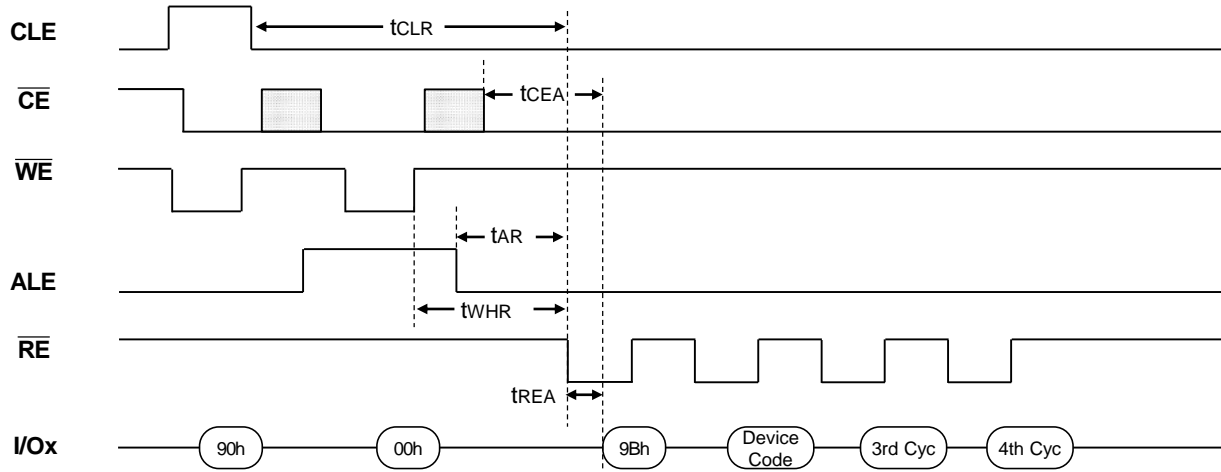 CLE
tCLR
CE
tCEA
WE
tAR
ALE
tWHR
RE
tREA
I/Ox
90h
00h
9Bh
Device
Code
3rd Cyc
4th Cyc